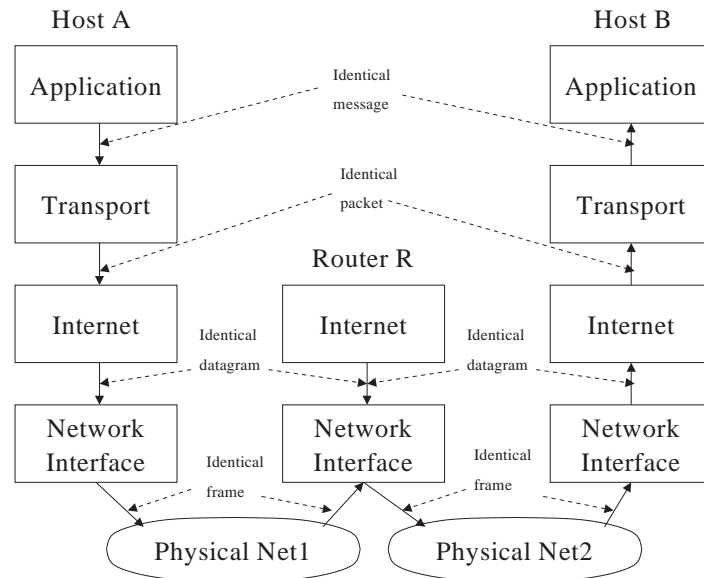 Host A
Host B
Application
Identical
message
Application
Transport
Identical
packet
Transport
Router R
Internet
Identical
datagram
Internet
Identical
datagram
Internet
Network
Interface
Identical
frame
Network
Interface
Identical
frame
Network
Interface
Physical Net1
Physical Net2